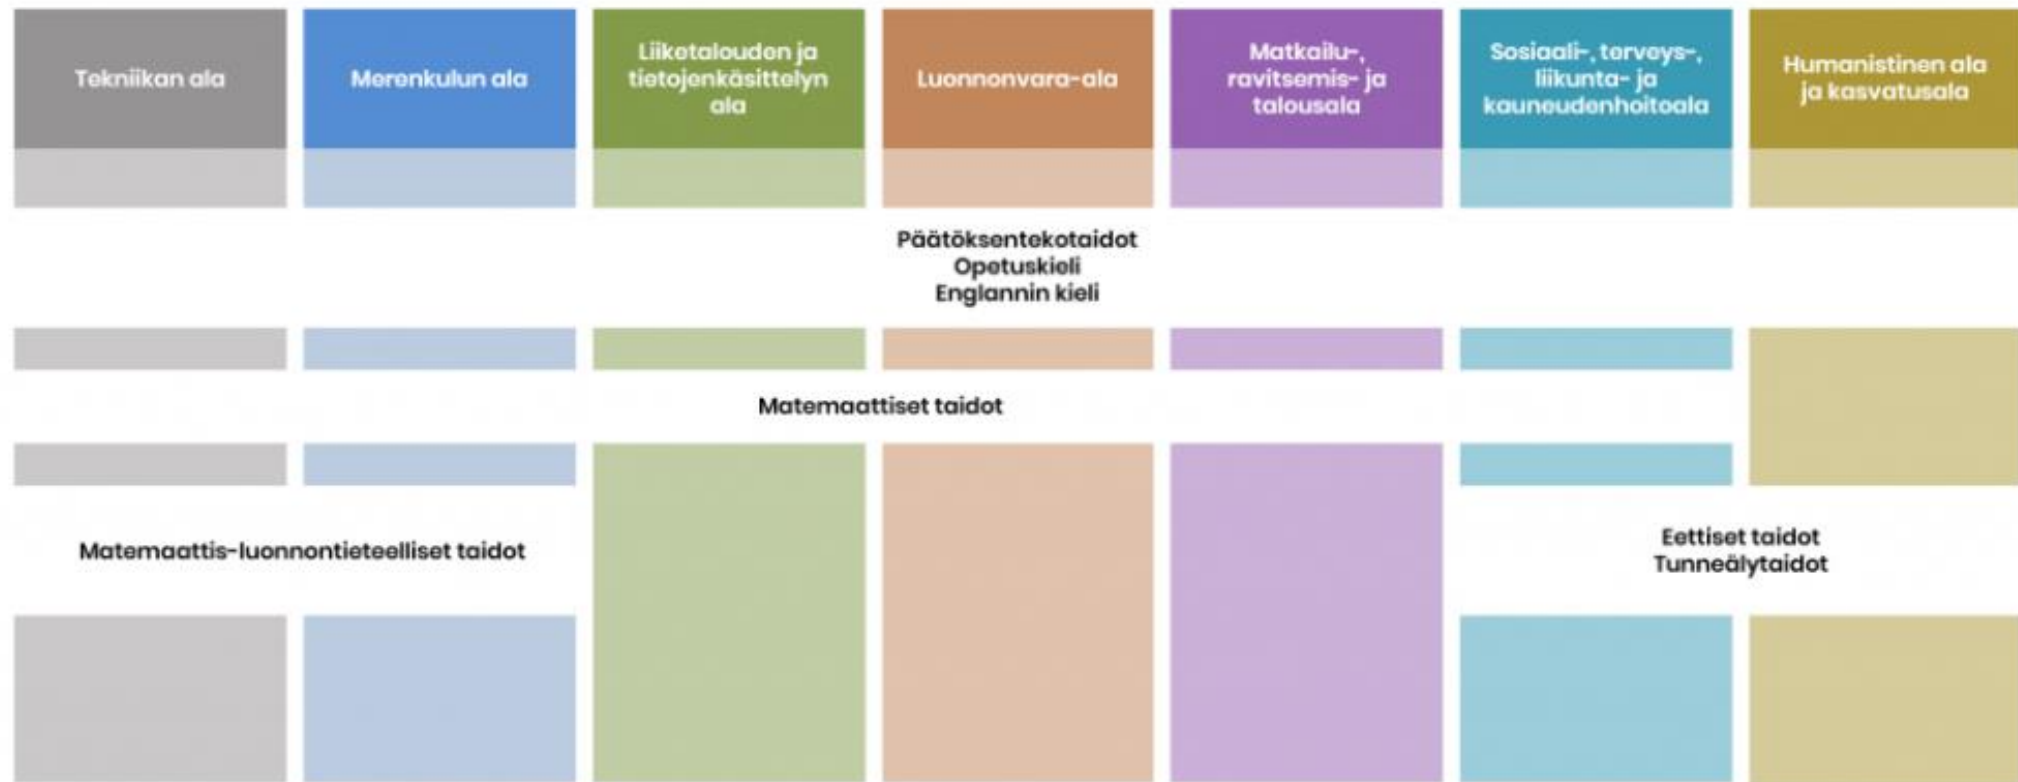 Tekniikan ala
Merenkulun ala
Liiketalouden ja
tietojenkäsittelyn
ala
Luonnonvara-ala
Matkailu-,
ravitsemis- ja
talousala
Sosiaali-, terveys-,
liikunta- ja
kauneudenhoitoala
Humanistinen ala
ja kasvatusala
Päätöksentekotaidot
Opetuskieli
Englannin kieli
Matemaattiset taidot
Matemaattis-luonnontieteelliset taidot
Eettiset taidot
Tunneälytaidot